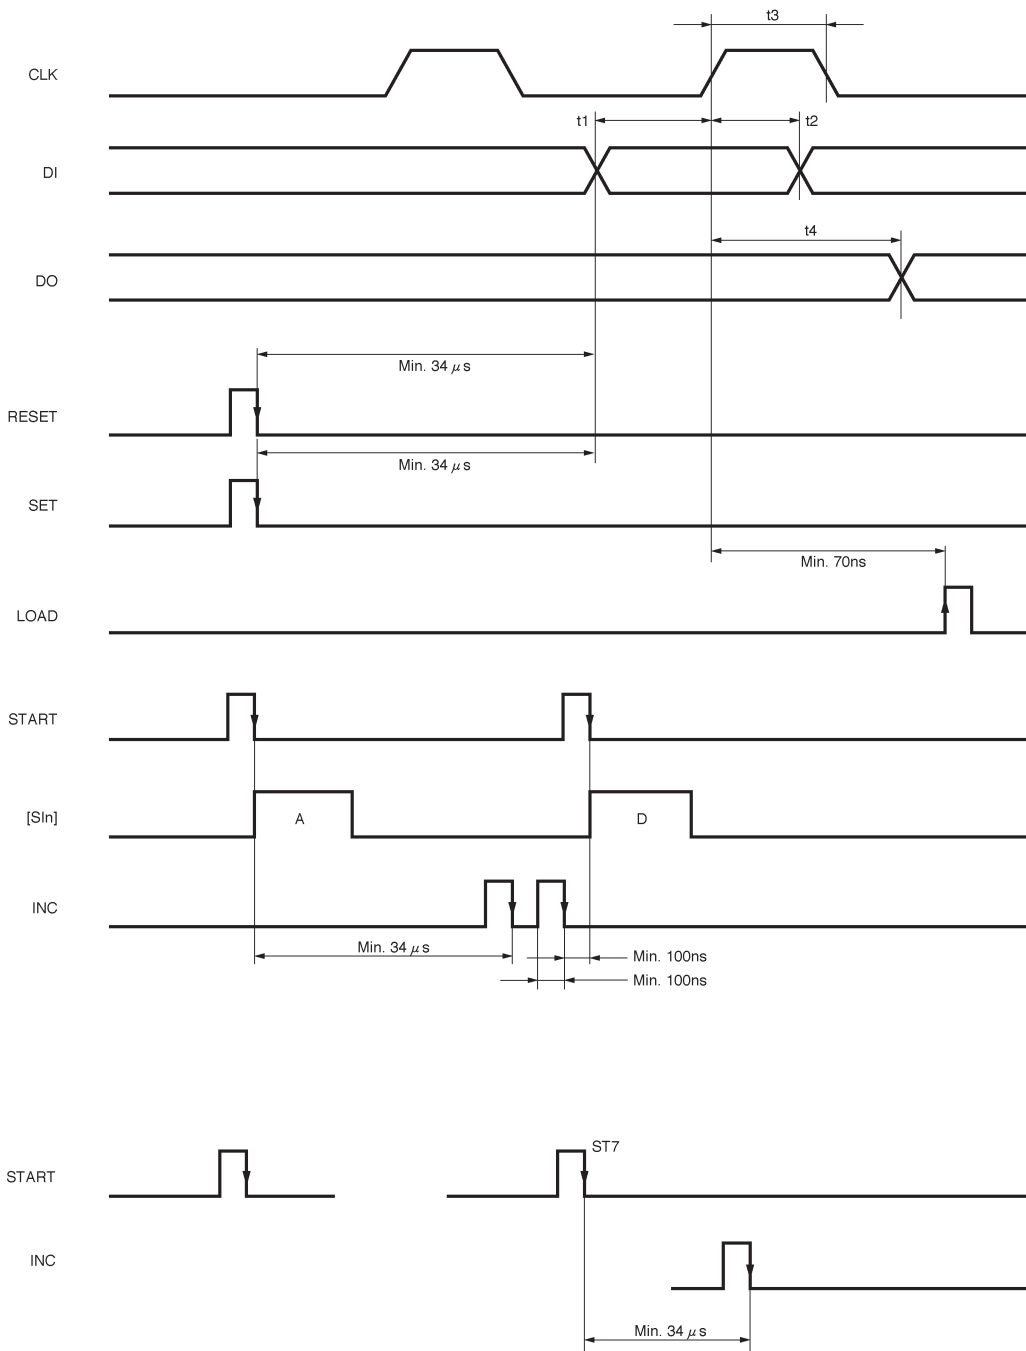 t3
CLK
t1
t2
DI
t4
DO
Min. 34 μs
RESET
Min. 34 μs
SET
Min. 70ns
LOAD
START
[SIn]
A
D
INC
Min. 34 μs
Min. 100ns
Min. 100ns
ST7
START
INC
Min. 34 μs